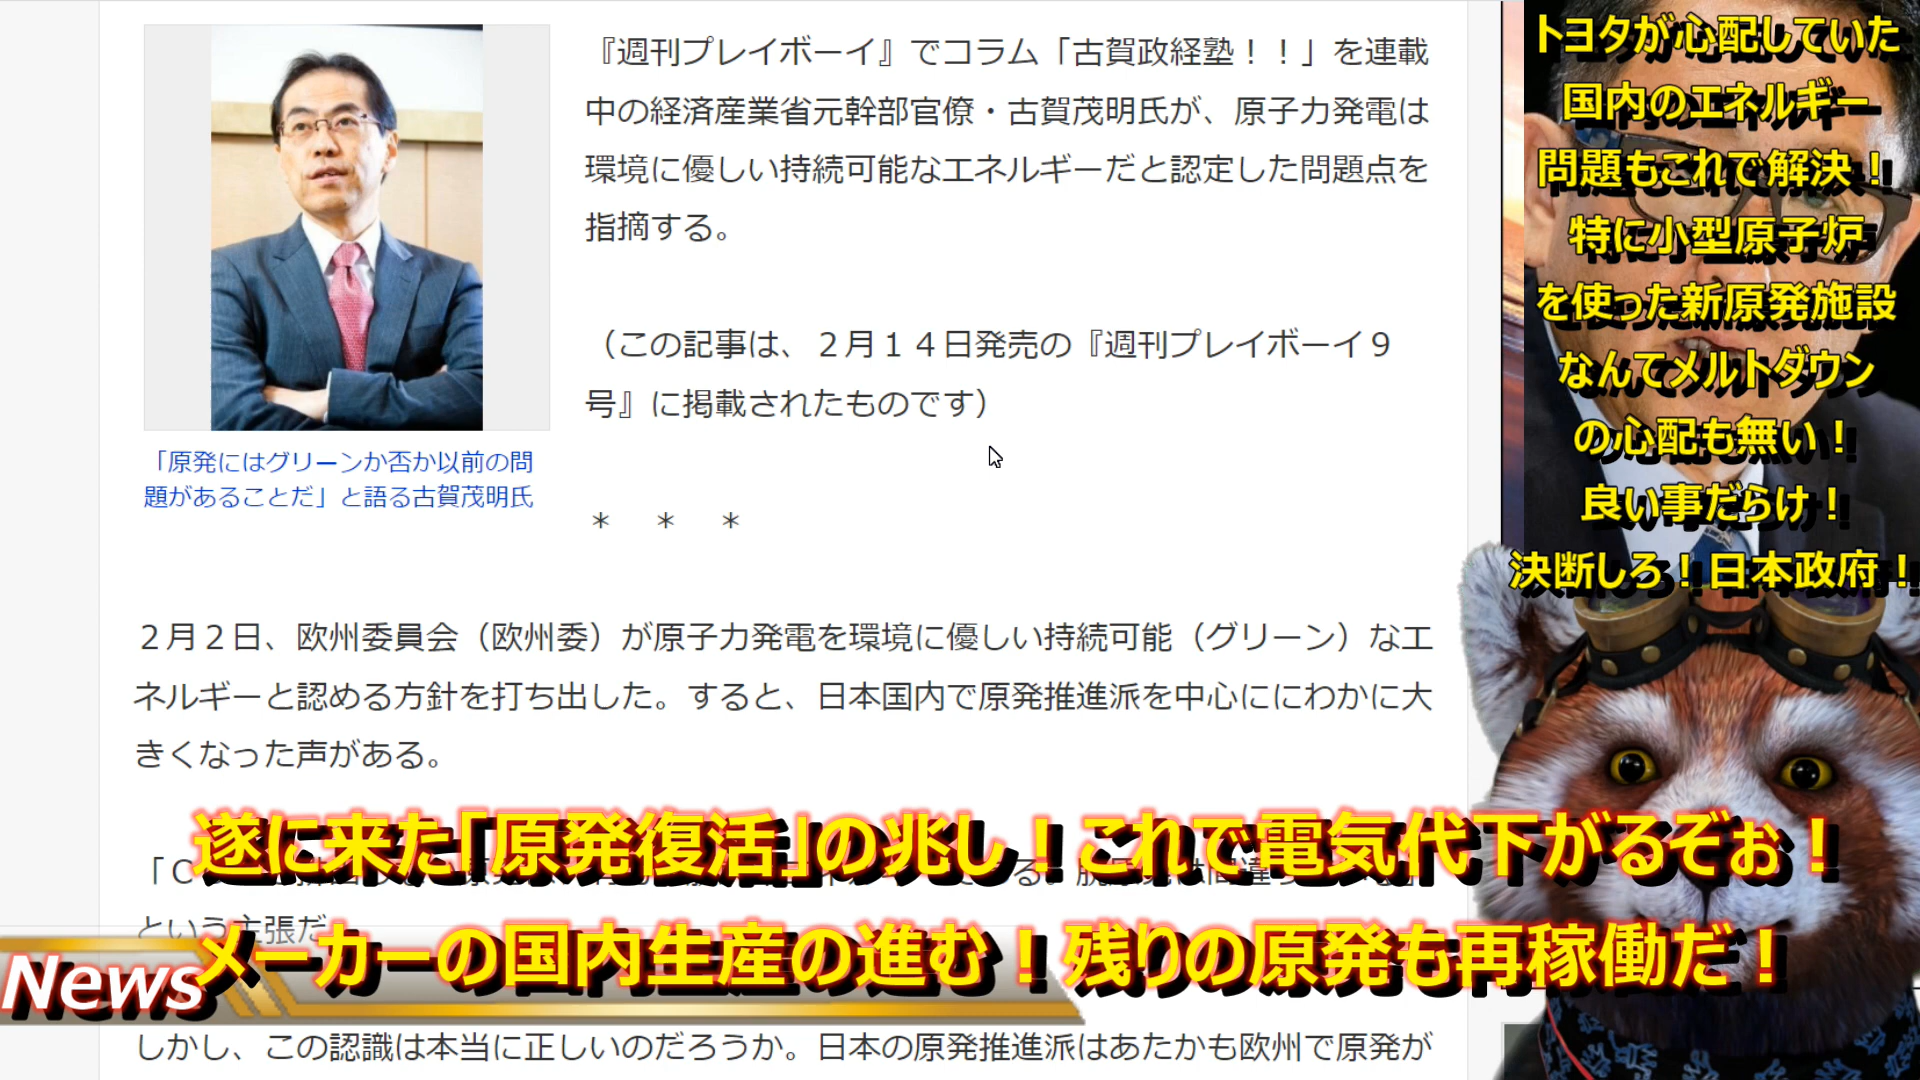 『週刊プレイボーイ』でコラム「古賀政経塾！！」を連載
中の経済産業省元幹部官僚・古賀茂明氏が、原子力発電は
環境に優しい持続可能なエネルギーだと認定した問題点を
指摘する。
（この記事は、２月１４日発売の『週刊プレイボーイ９
号』に掲載されたものです）
「原発にはグリーンか否か以前の問
題があることだ」と語る古賀茂明氏
＊　＊　＊
２月２日、欧州委員会（欧州委）が原子力発電を環境に優しい持続可能（グリーン）なエ
ネルギーと認める方針を打ち出した。すると、日本国内で原発推進派を中心ににわかに大
きくなった声がある。
という主張だ
しかし、この認識は本当に正しいのだろうか。日本の原発推進派はあたかも欧州で原発が
トヨタが心配していた
国内のエネルギー
問題もこれで解決！
特に小型原子炉
を使った新原発施設
なんてメルトダウン
の心配も無い！
良い事だらけ！
決断しろ！日本政府！
遂に来た「原発復活」の兆し！これで電気代下がるぞぉ！
メーカーの国内生産の進む！残りの原発も再稼働だ！
News